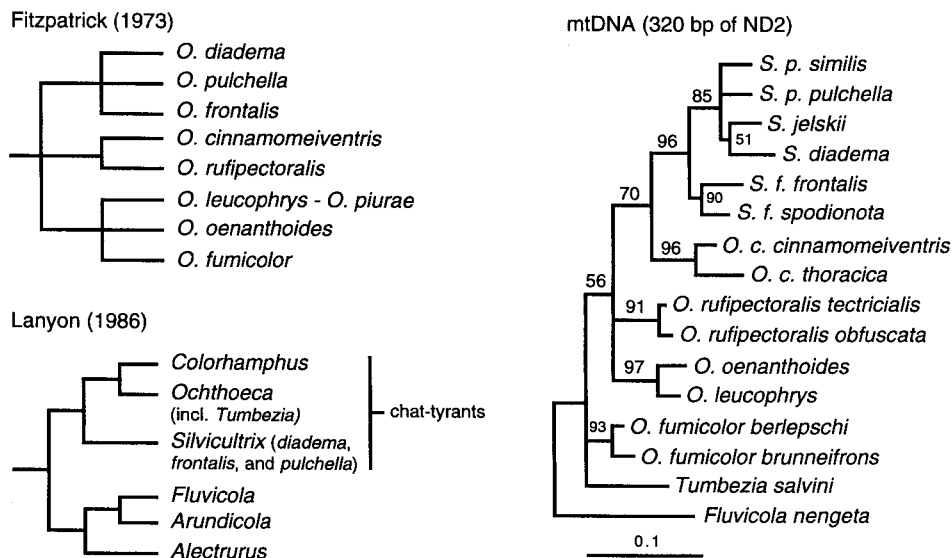 Fitzpatrick (1973)
O. diadema
O. pulchella
O. frontalis
O. cinnamomeiventris
O. rufipectoralis
O. leucophrys - O. piurae
O. oenanthoides
O. fumicolor
Lanyon (1986)
Colorhamphus
Ochthoeca
(incl. Tumbezia)
Silvicultrix (diadema,
frontalis, and pulchella)
chat-tyrants
Fluvicola
Arundicola
Alectrurus
mtDNA (320 bp of ND2)
S. p. similis
85
S. p. pulchella
S. jelskii
51
96
S. diadema
S. f. frontalis
90
70
S. f. spodionota
O. c. cinnamomeiventris
96
O. c. thoracica
56
O. rufipectoralis tectricialis
91
O. rufipectoralis obfuscata
O. oenanthoides
97
O. leucophrys
O. fumicolor berlepschi
93
O. fumicolor brunneifrons
Tumbezia salvini
Fluvicola nengeta
0.1